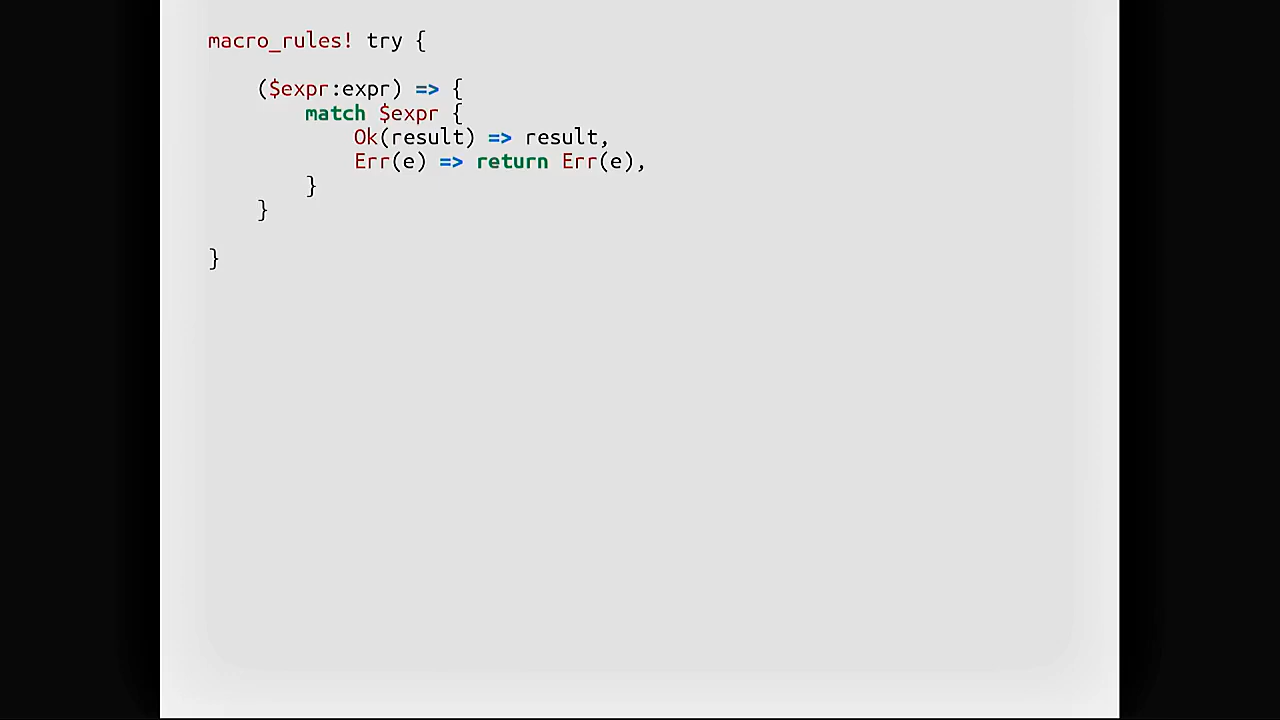 macro_rules! try {
($expr:expr) => {
match $expr {
Ok(result) => result,
Err(e) => return Err(e),
}
}
}